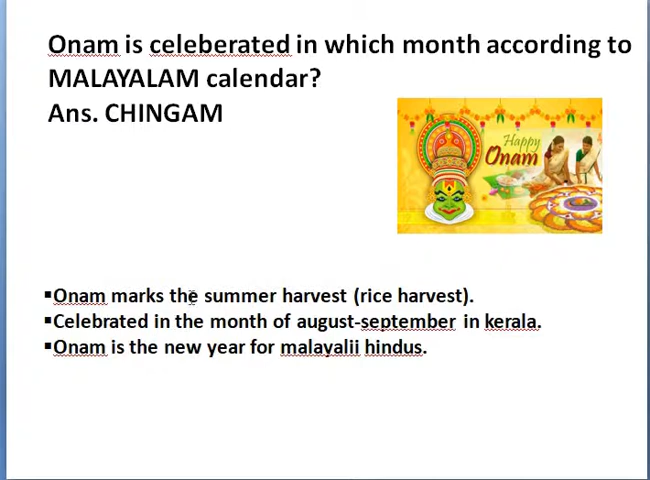 Onam is celeberated in which month according to
MALAYALAM calendar?
Ans. CHINGAM
Happy
Onam
▪Onam marks the summer harvest (rice harvest).
▪Celebrated in the month of august-september in kerala.
▪Onam is the new year for malayalii hindus.